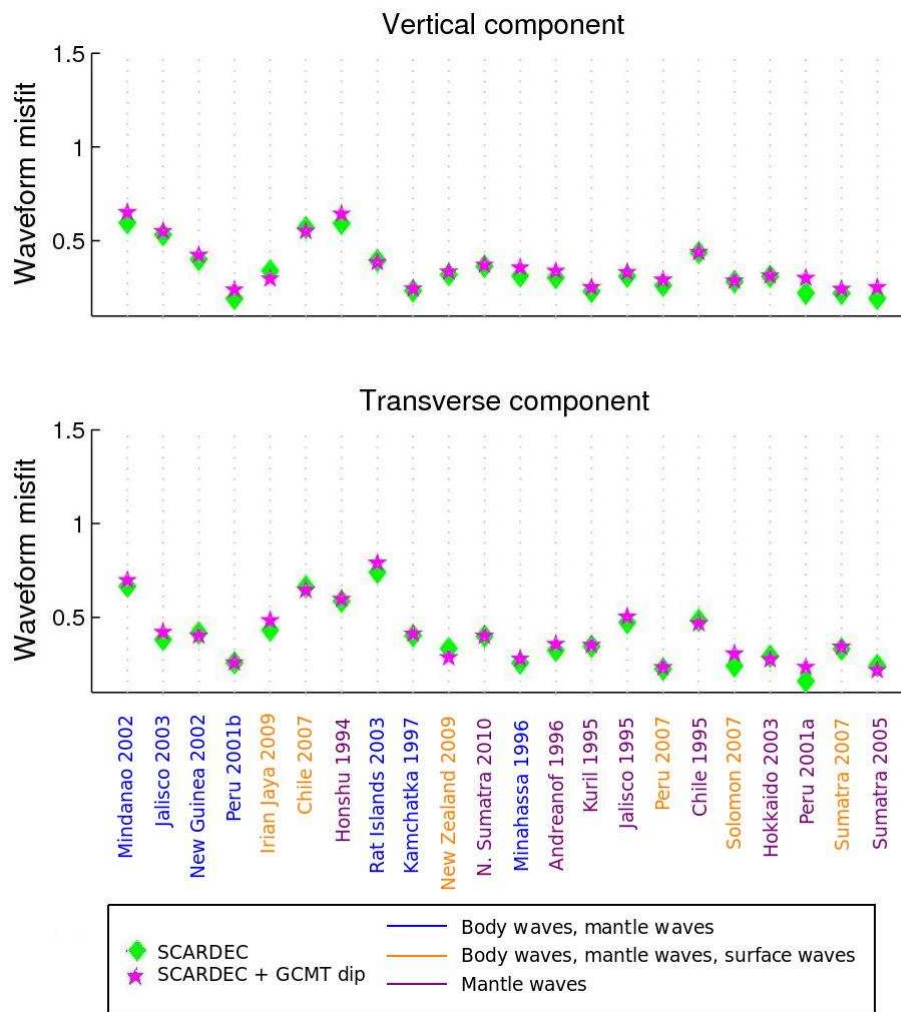 Vertical component
1.5
1
0.5
Waveform misfit
Transverse component
1.5
1
0.5
Waveform misfit
Mindanao 2002
Jalisco 2003
New Guinea 2002
Peru 2001b
Irian Jaya 2009
Chile 2007
Honshu 1994
Rat Islands 2003
Kamchatka 1997
New Zealand 2009
N. Sumatra 2010
Minahassa 1996
Andreanof 1996
Kuril 1995
Jalisco 1995
Peru 2007
Chile 1995
Solomon 2007
Hokkaido 2003
Peru 2001a
Sumatra 2007
Sumatra 2005
SCARDEC
SCARDEC + GCMT dip
Body waves, mantle waves
Body waves, mantle waves, surface waves
Mantle waves